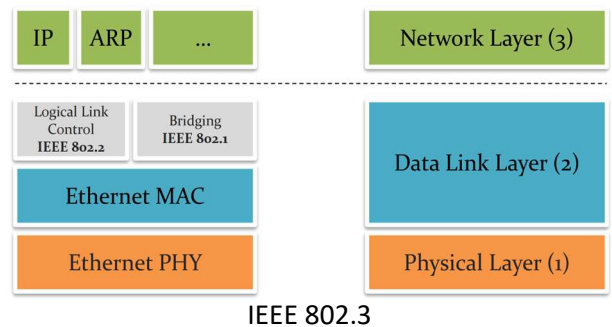 IP ARP ... Network Layer (3)
Logical Link
Control
IEEE 802.2
Bridging
IEEE 802.1
Data Link Layer (2)
Ethernet MAC
Ethernet PHY Physical Layer (1)
IEEE 802.3